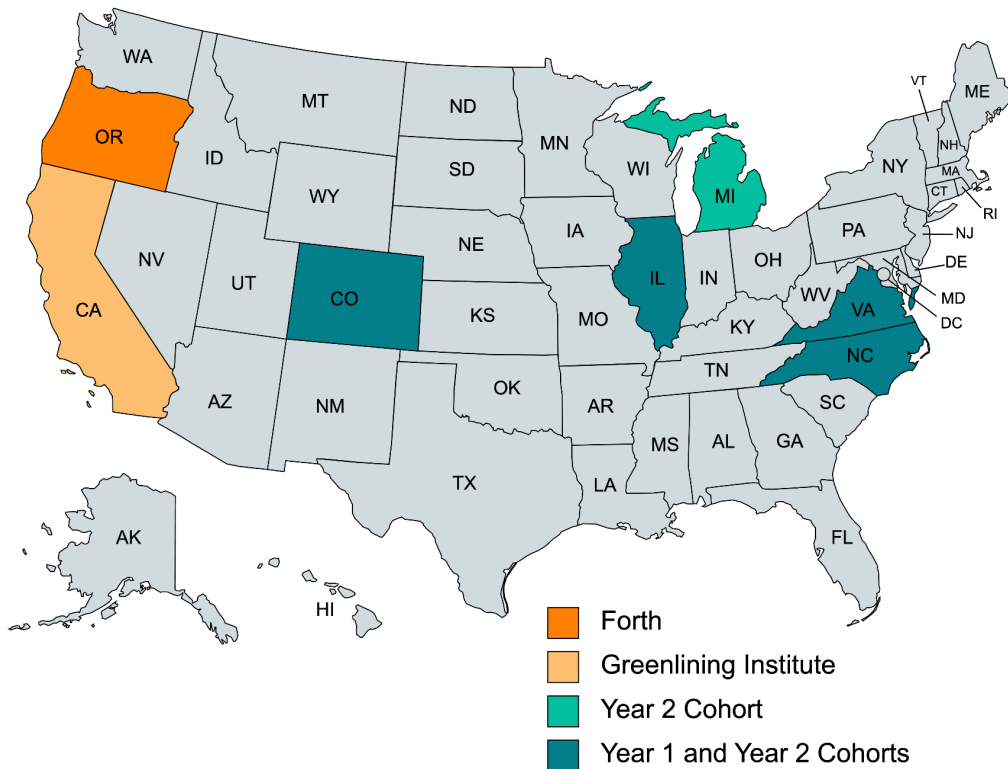 WA
MT
ND
MN
VT
ME
OR
ID
SD
WI
NH
NY
MA
WY
MI
CT
RI
NE
IA
PA
NJ
NV
UT
CO
IL
IN
OH
DE
CA
KS
MO
WV
VA
MD
KY
DC
NC
TN
AZ
NM
OK
AR
SC
MS
AL
GA
TX
LA
AK
FL
HI
Forth
Greenlining Institute
Year 2 Cohort
Year 1 and Year 2 Cohorts